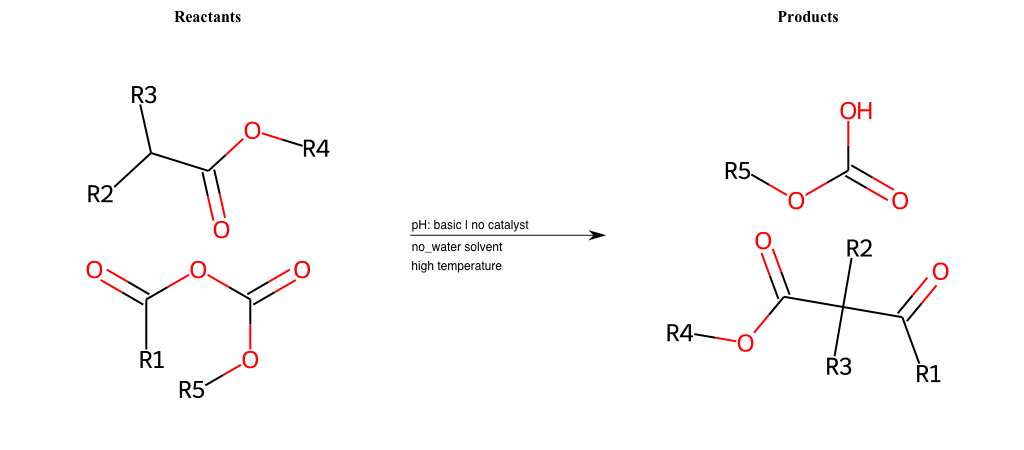 Reactants
Products
R3
O
R4
R2
O
O
O
O
R1
O
R5
pH: basic | no catalyst
no_water solvent
high temperature
OH
R5
O
O
O
R2
O
R4
O
R3
R1